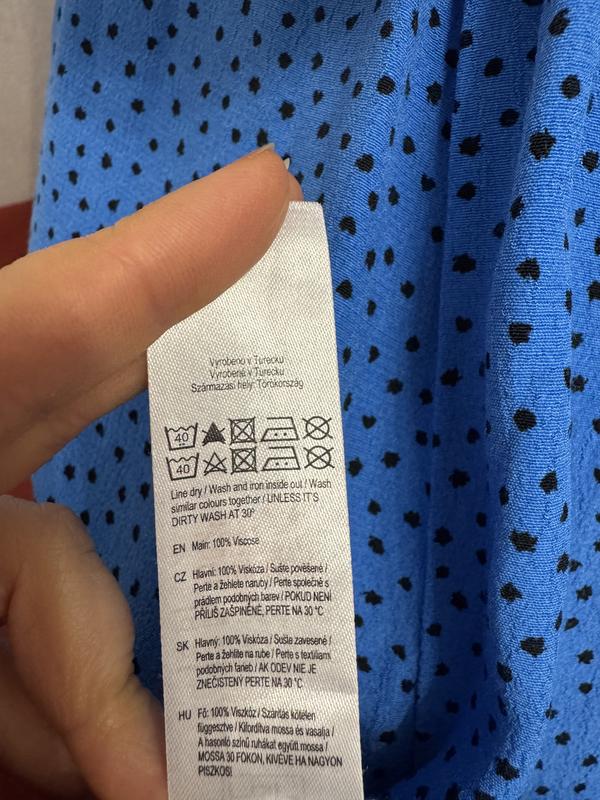 Vyrobeno v Turecku
Vyrobené v Turecku
Származási hely: Törökország
40
40
Line dry / Wash and iron inside out / Wash
similar colours together / UNLESS IT'S
DIRTY WASH AT 30°
EN Main: 100% Viscose
CZ Hlavní: 100% Viskóza / Sušte pověšené /
Perte a žehlete naruby / Perte společně s
prádlem podobných barev / POKUD NENÍ
PŘÍLIŠ ZAŠPINĚNÉ, PERTE NA 30 °C
SK Hlavný: 100% Viskóza / Sušte zavesené /
Perte a žehlite na rube / Perte s textíliami
podobných farieb / AK ODEV NIE JE
ZNEČISTENÝ PERTE NA 30 °C
HU Fő: 100% Viszkóz / Szárítás kötélen
függesztve / Kifordítva mossa és vasalja /
A hasonló színű ruhákat együtt mossa /
MOSSA 30 FOKON, KIVÉVE HA NAGYON
PISZKOS!